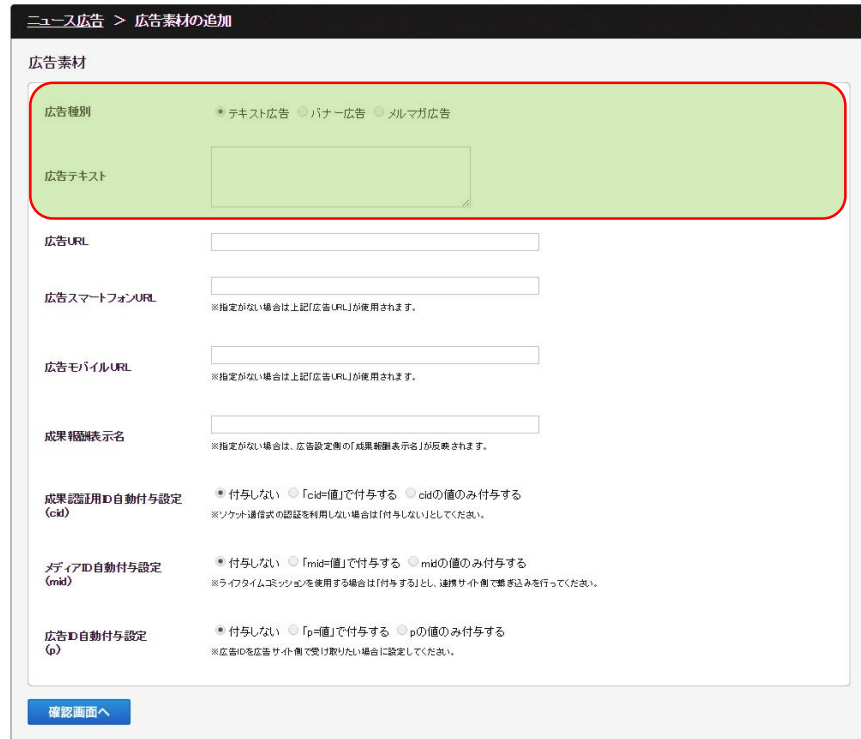 ニュース広告 > 広告素材の追加
広告素材
広告種別
テキスト広告 バナー広告 メルマガ広告
広告テキスト
広告URL
広告スマートフォンURL
※指定がない場合は上記「広告URL」が使用されます。
広告モバイルURL
※指定がない場合は上記「広告URL」が使用されます。
成果報酬表示名
※指定がない場合は、広告設定側の「成果報酬表示名」が反映されます。
成果認証用ID自動付与設定
(cid)
付与しない 「cid=値」で付与する cidの値のみ付与する
※ソケット通信式の認証を利用しない場合は「付与しない」としてください。
メディアID自動付与設定
(mid)
付与しない 「mid=値」で付与する midの値のみ付与する
※ライフタイムコミッションを使用する場合は「付与する」とし、連携サイト側で繋ぎ込みを行ってください。
広告ID自動付与設定
(p)
付与しない 「p=値」で付与する pの値のみ付与する
※広告IDを広告サイト側で受け取りたい場合に設定してください。
確認画面へ